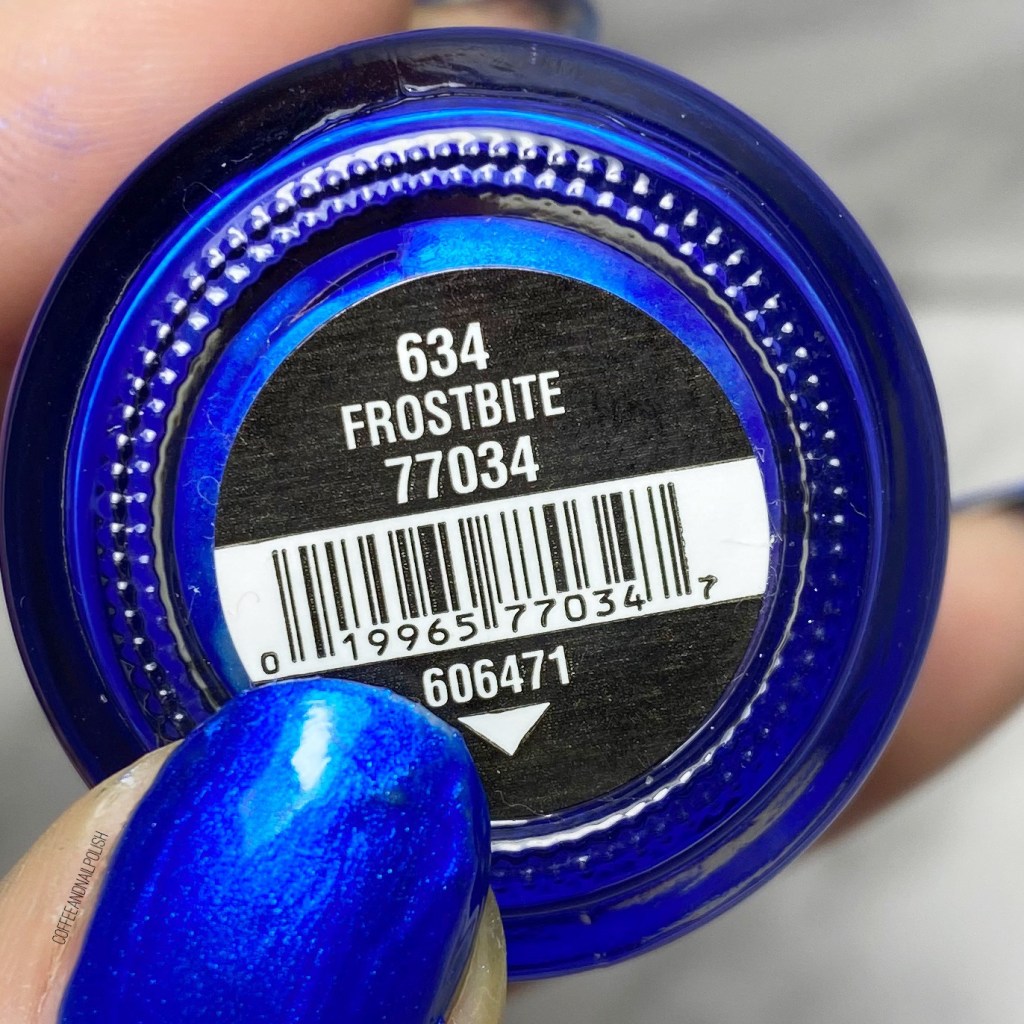 634
FROSTBITE
77034
0 19965 77034 7
606471
COFFEEANDNAILPOLISH